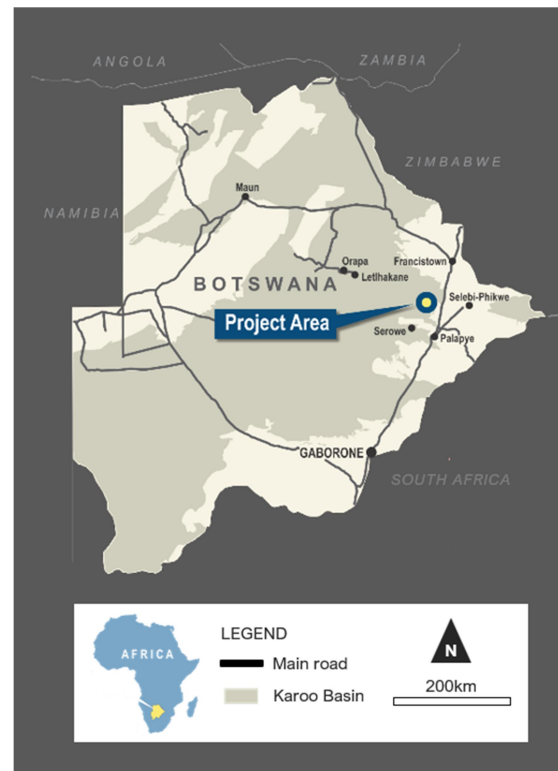 ANGOLA
ZAMBIA
ZIMBABWE
NAMIBIA
Maun
Orapa
Letlhakane
Francistown
BOTSWANA
Selebi-Phikwe
Project Area
Serowe
Palapye
GABORONE
SOUTH AFRICA
LEGEND
AFRICA
Main road
Karoo Basin
N
200km